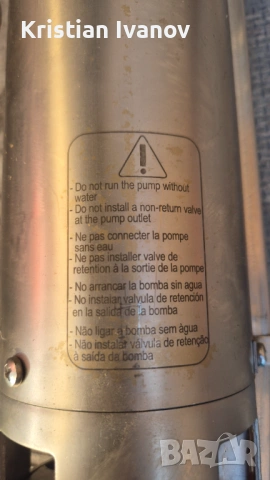 Kristian Ivanov
- Do not run the pump without
water
- Do not install a non-return valve
at the pump outlet
- Ne pas connecter la pompe
sans eau
- Ne pas installer valve de
retention à la sortie de la pompe
- No arrancar la bomba sin agua
- No instalar valvula de retención
en la salida de la bomba
- Não ligar a bomba sem água
- Não instalar válvula de retenção
à saída da bomba
bazar
БАЗАР